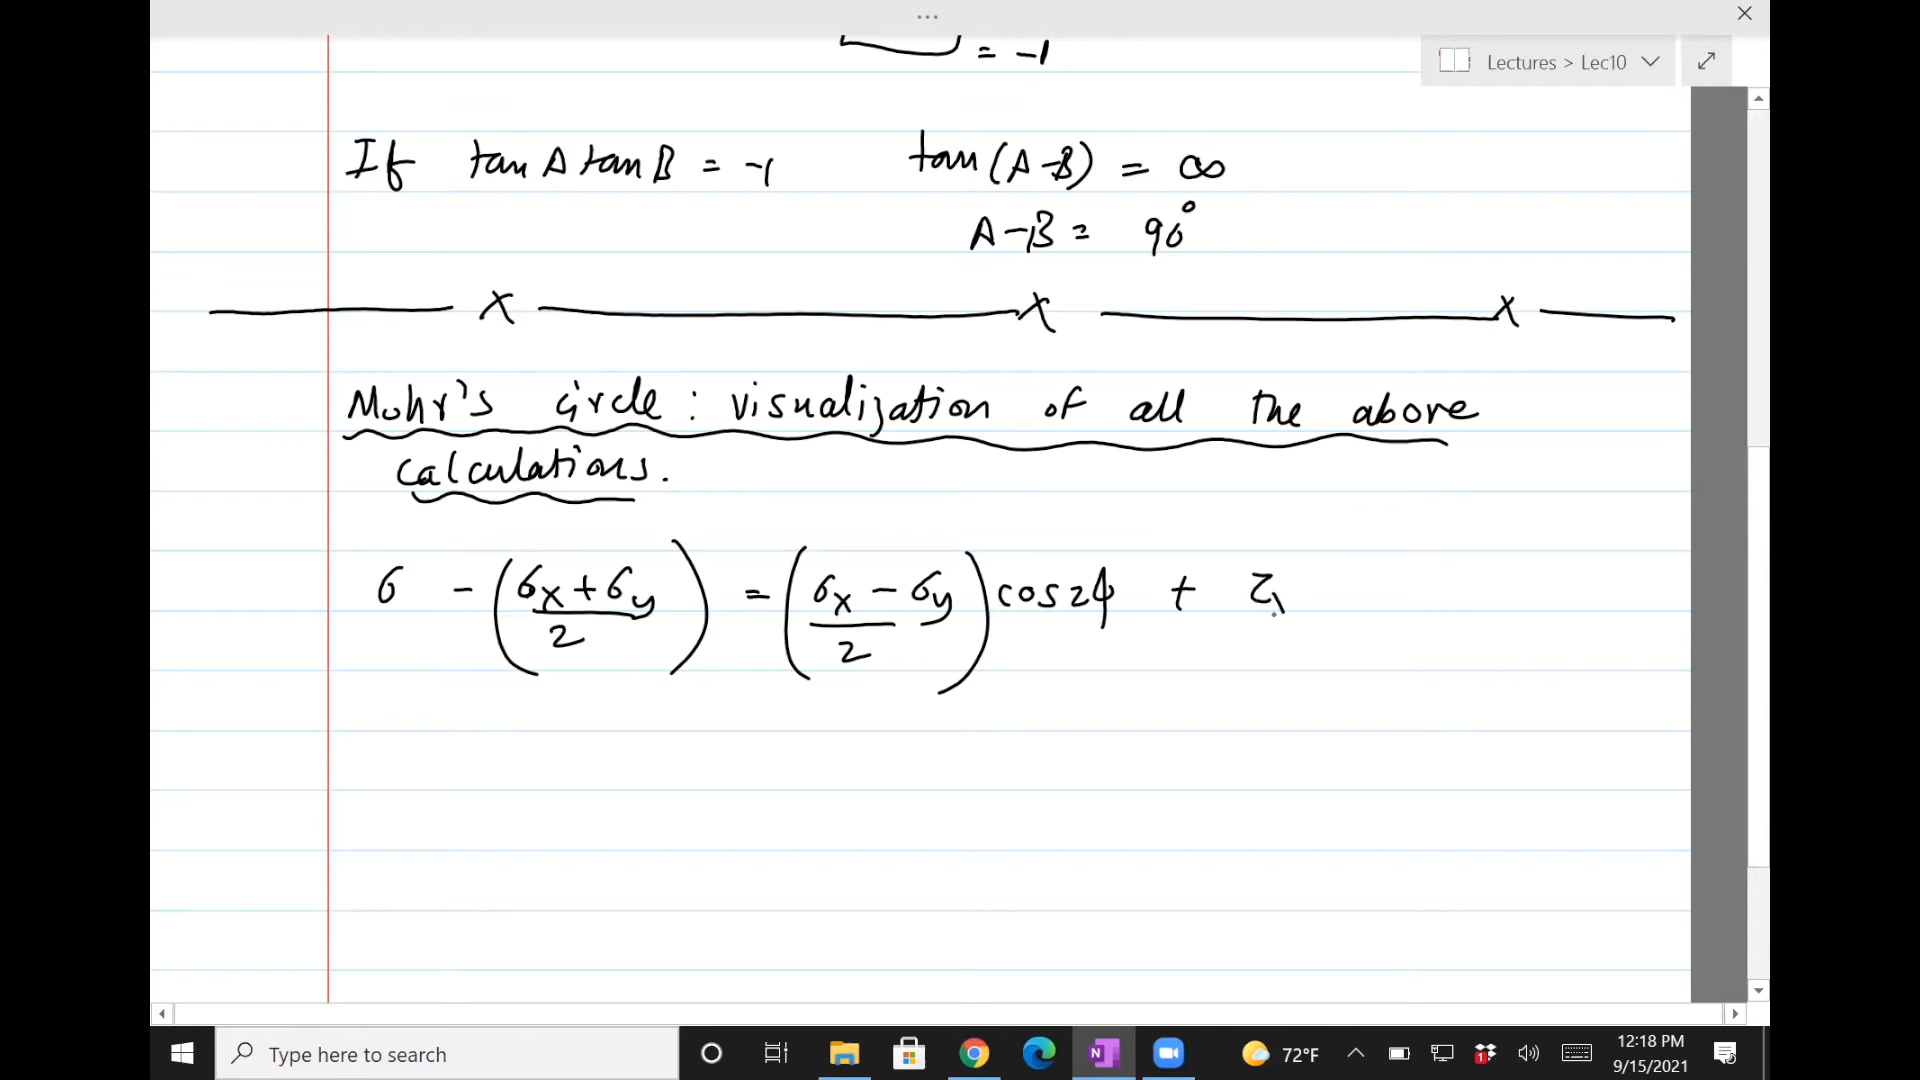 = -1
Lectures > Lec10
If tan A tan B = -1 tan (A-B) = ∞
A-B = 90°
x x x
Mohr's circle : visualization of all the above
calculations.
σ - (σx + σy / 2) = (σx - σy / 2) cos 2φ + τ
Type here to search
72°F
1
12:18 PM
9/15/2021